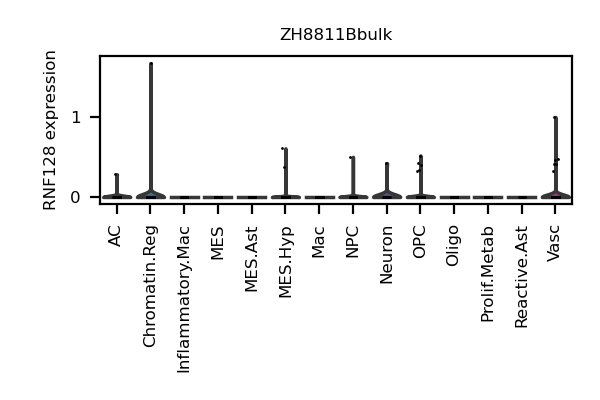 ZH8811Bbulk
RNF128 expression
1
0
AC
Chromatin.Reg
Inflammatory.Mac
MES
MES.Ast
MES.Hyp
Mac
NPC
Neuron
OPC
Oligo
Prolif.Metab
Reactive.Ast
Vasc